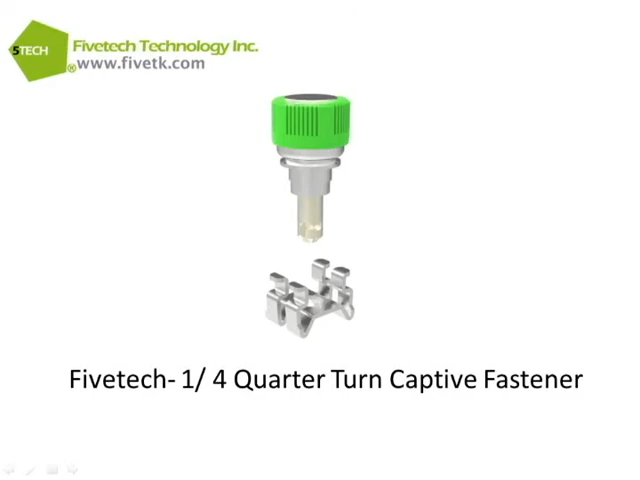 5TECH
Fivetech Technology Inc.
®www.fivetk.com
Fivetech- 1/ 4 Quarter Turn Captive Fastener